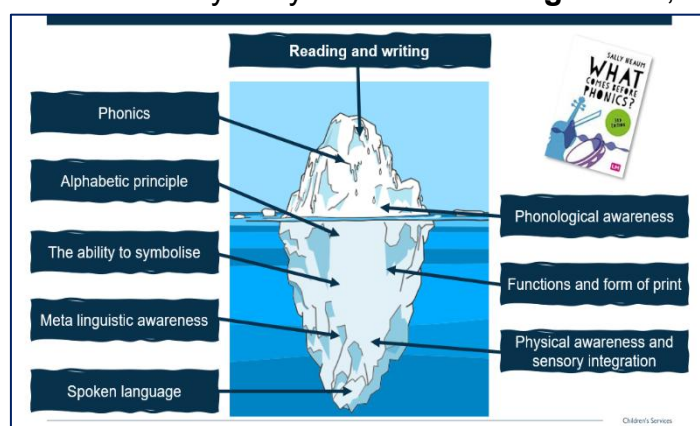 Reading and writing
Phonics
Alphabetic principle
The ability to symbolise
Meta linguistic awareness
Spoken language
SALLY NEAUM
WHAT
COMES BEFORE
PHONICS?
Phonological awareness
Functions and form of print
Physical awareness and
sensory integration
Children's Services